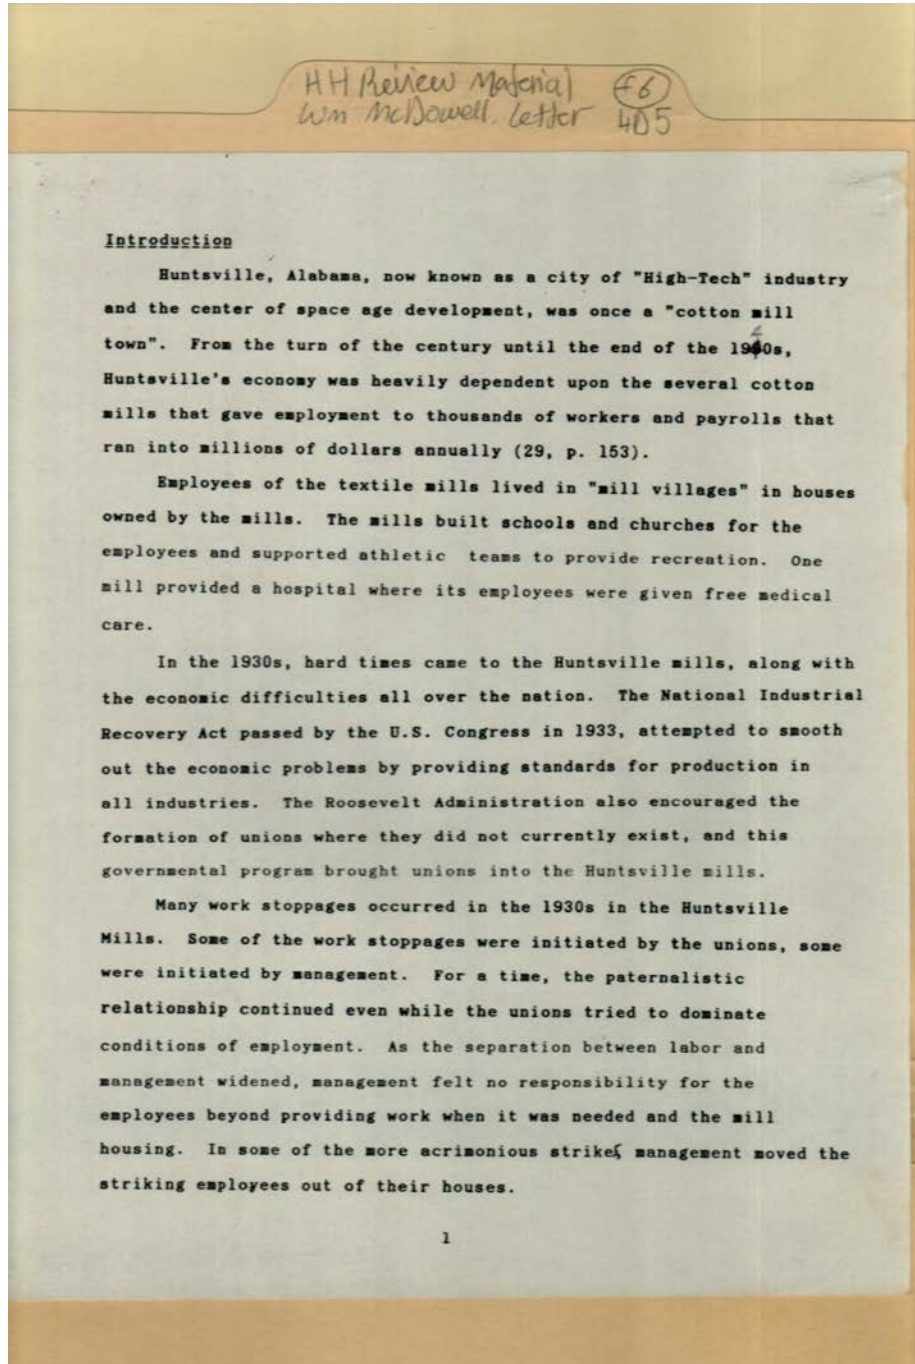 HH Review Material F6
Wm McDowell Letter 4D5
Introduction
Huntsville, Alabama, now known as a city of "High-Tech" industry
and the center of space age development, was once a "cotton mill
town". From the turn of the century until the end of the 1940s,
Huntsville's economy was heavily dependent upon the several cotton
mills that gave employment to thousands of workers and payrolls that
ran into millions of dollars annually (29, p. 153).
Employees of the textile mills lived in "mill villages" in houses
owned by the mills. The mills built schools and churches for the
employees and supported athletic teams to provide recreation. One
mill provided a hospital where its employees were given free medical
care.
In the 1930s, hard times came to the Huntsville mills, along with
the economic difficulties all over the nation. The National Industrial
Recovery Act passed by the U.S. Congress in 1933, attempted to smooth
out the economic problems by providing standards for production in
all industries. The Roosevelt Administration also encouraged the
formation of unions where they did not currently exist, and this
governmental program brought unions into the Huntsville mills.
Many work stoppages occurred in the 1930s in the Huntsville
Mills. Some of the work stoppages were initiated by the unions, some
were initiated by management. For a time, the paternalistic
relationship continued even while the unions tried to dominate
conditions of employment. As the separation between labor and
management widened, management felt no responsibility for the
employees beyond providing work when it was needed and the mill
housing. In some of the more acrimonious strikes management moved the
striking employees out of their houses.
1